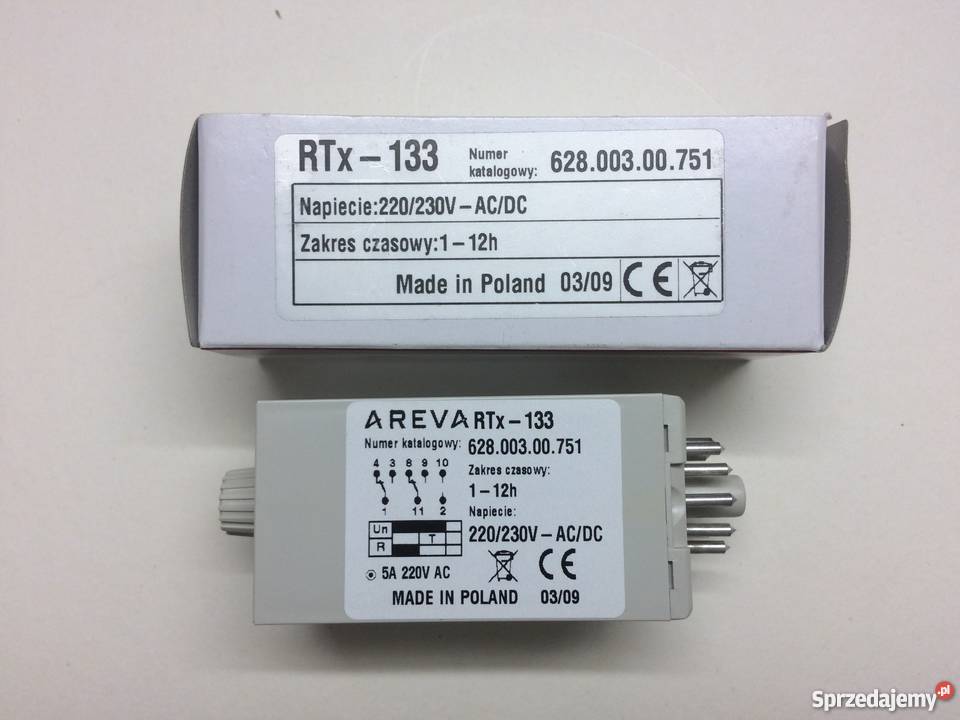 RTx – 133 Numer katalogowy: 628.003.00.751
Napiecie:220/230V – AC/DC
Zakres czasowy:1 – 12h
Made in Poland 03/09 CE
AREVA RTx – 133
Numer katalogowy: 628.003.00.751
4 3 8 9 10
Zakres czasowy:
1 – 12h
1 11 2
Napiecie:
Un
220/230V – AC/DC
R T
5A 220V AC
CE
MADE IN POLAND 03/09
Sprzedajemy.pl